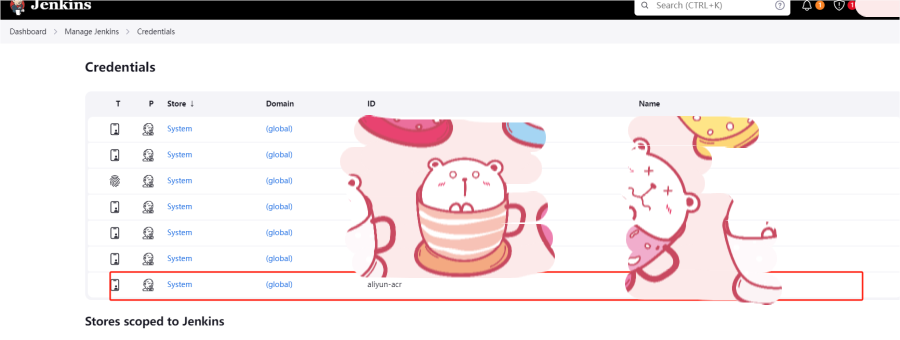 Jenkins
Search (CTRL+K)
1
1
Dashboard > Manage Jenkins > Credentials
Credentials
T P Store ↓ Domain ID Name
System (global)
System (global)
System (global)
System (global)
System (global)
System (global)
System (global) aliyun-acr
Stores scoped to Jenkins